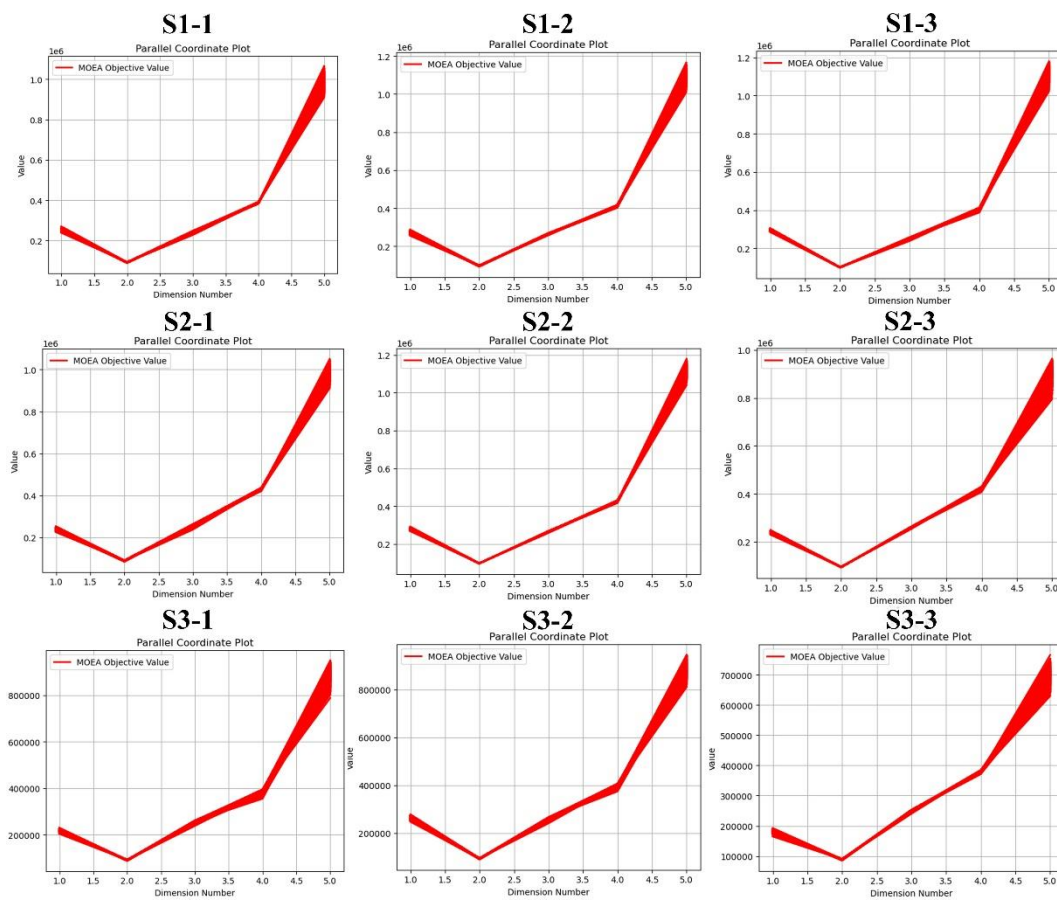 S1-1
Parallel Coordinate Plot
1e6
MOEA Objective Value
1.0
0.8
0.6
0.4
0.2
Value
1.0 1.5 2.0 2.5 3.0 3.5 4.0 4.5 5.0
Dimension Number
S1-2
Parallel Coordinate Plot
1e6
MOEA Objective Value
1.2
1.0
0.8
0.6
0.4
0.2
Value
1.0 1.5 2.0 2.5 3.0 3.5 4.0 4.5 5.0
Dimension Number
S1-3
Parallel Coordinate Plot
1e6
MOEA Objective Value
1.2
1.0
0.8
0.6
0.4
0.2
Value
1.0 1.5 2.0 2.5 3.0 3.5 4.0 4.5 5.0
Dimension Number
S2-1
Parallel Coordinate Plot
1e6
MOEA Objective Value
1.0
0.8
0.6
0.4
0.2
Value
1.0 1.5 2.0 2.5 3.0 3.5 4.0 4.5 5.0
Dimension Number
S2-2
Parallel Coordinate Plot
1e6
MOEA Objective Value
1.2
1.0
0.8
0.6
0.4
0.2
Value
1.0 1.5 2.0 2.5 3.0 3.5 4.0 4.5 5.0
Dimension Number
S2-3
Parallel Coordinate Plot
1e6
MOEA Objective Value
1.0
0.8
0.6
0.4
0.2
Value
1.0 1.5 2.0 2.5 3.0 3.5 4.0 4.5 5.0
Dimension Number
S3-1
Parallel Coordinate Plot
MOEA Objective Value
800000
600000
400000
200000
1.0 1.5 2.0 2.5 3.0 3.5 4.0 4.5 5.0
Dimension Number
S3-2
Parallel Coordinate Plot
MOEA Objective Value
800000
600000
400000
200000
Value
1.0 1.5 2.0 2.5 3.0 3.5 4.0 4.5 5.0
Dimension Number
S3-3
Parallel Coordinate Plot
MOEA Objective Value
700000
600000
500000
400000
300000
200000
100000
Value
1.0 1.5 2.0 2.5 3.0 3.5 4.0 4.5 5.0
Dimension Number